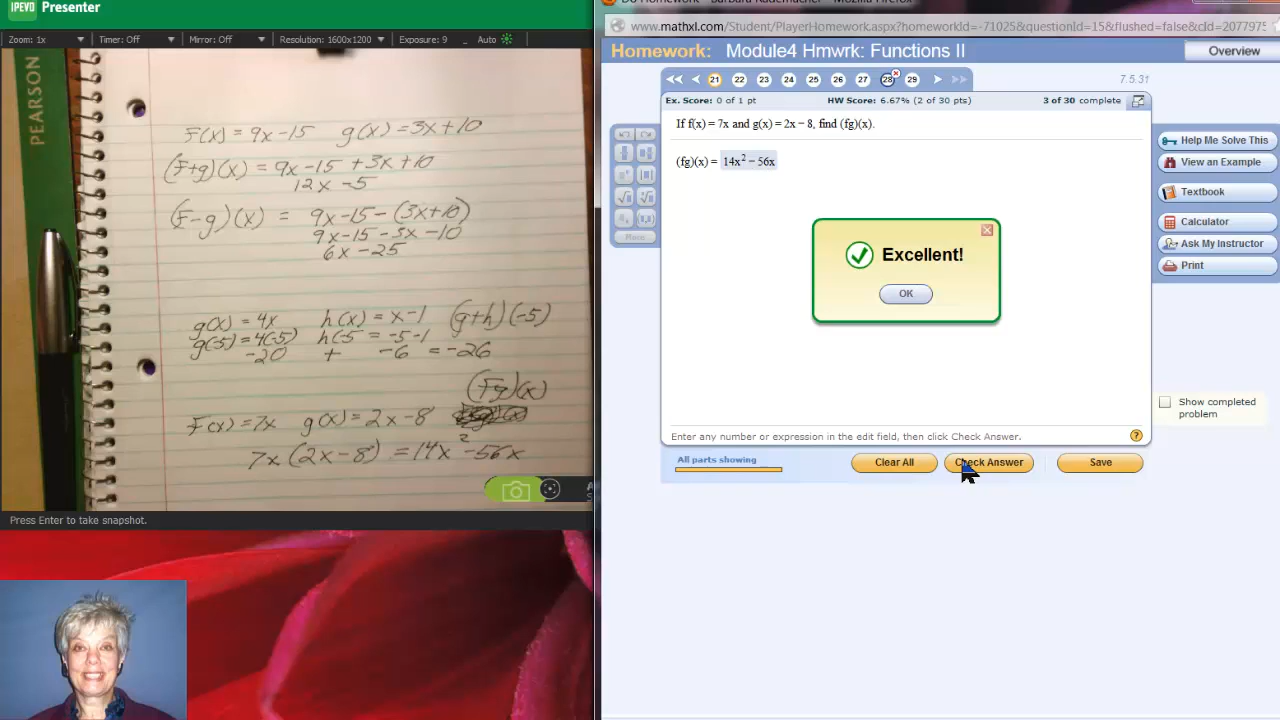 IPEVO Presenter
Zoom: 1x Timer: Off Mirror: Off Resolution: 1600x1200 Exposure: 9 Auto
PEARSON
F(x) = 9x-15 g(x) = 3x+10
(F+g)(x) = 9x-15 + 3x+10
12x -5
(F-g)(x) = 9x-15-(3x+10)
9x-15-3x-10
6x-25
g(x) = 4x h(x) = x-1 (g+h)(-5)
g(-5) = 4(-5) h(-5 = -5-1
-20 + -6 = -26
(Fg)(x)
F(x) = 7x g(x) = 2x-8
7x (2x-8) = 14x² -56x
Press Enter to take snapshot.
www.mathxl.com/Student/PlayerHomework.aspx?homeworkId=-71025&questionId=15&flushed=false&cId=2077975
Homework: Module4 Hmwrk: Functions II
Overview
21 22 23 24 25 26 27 28 29
7.5.31
Ex. Score: 0 of 1 pt HW Score: 6.67% (2 of 30 pts) 3 of 30 complete
If f(x) = 7x and g(x) = 2x − 8, find (fg)(x).
(fg)(x) = 14x² − 56x
More
Excellent!
OK
Help Me Solve This
View an Example
Textbook
Calculator
Ask My Instructor
Print
Show completed
problem
Enter any number or expression in the edit field, then click Check Answer.
All parts showing
Clear All Check Answer Save